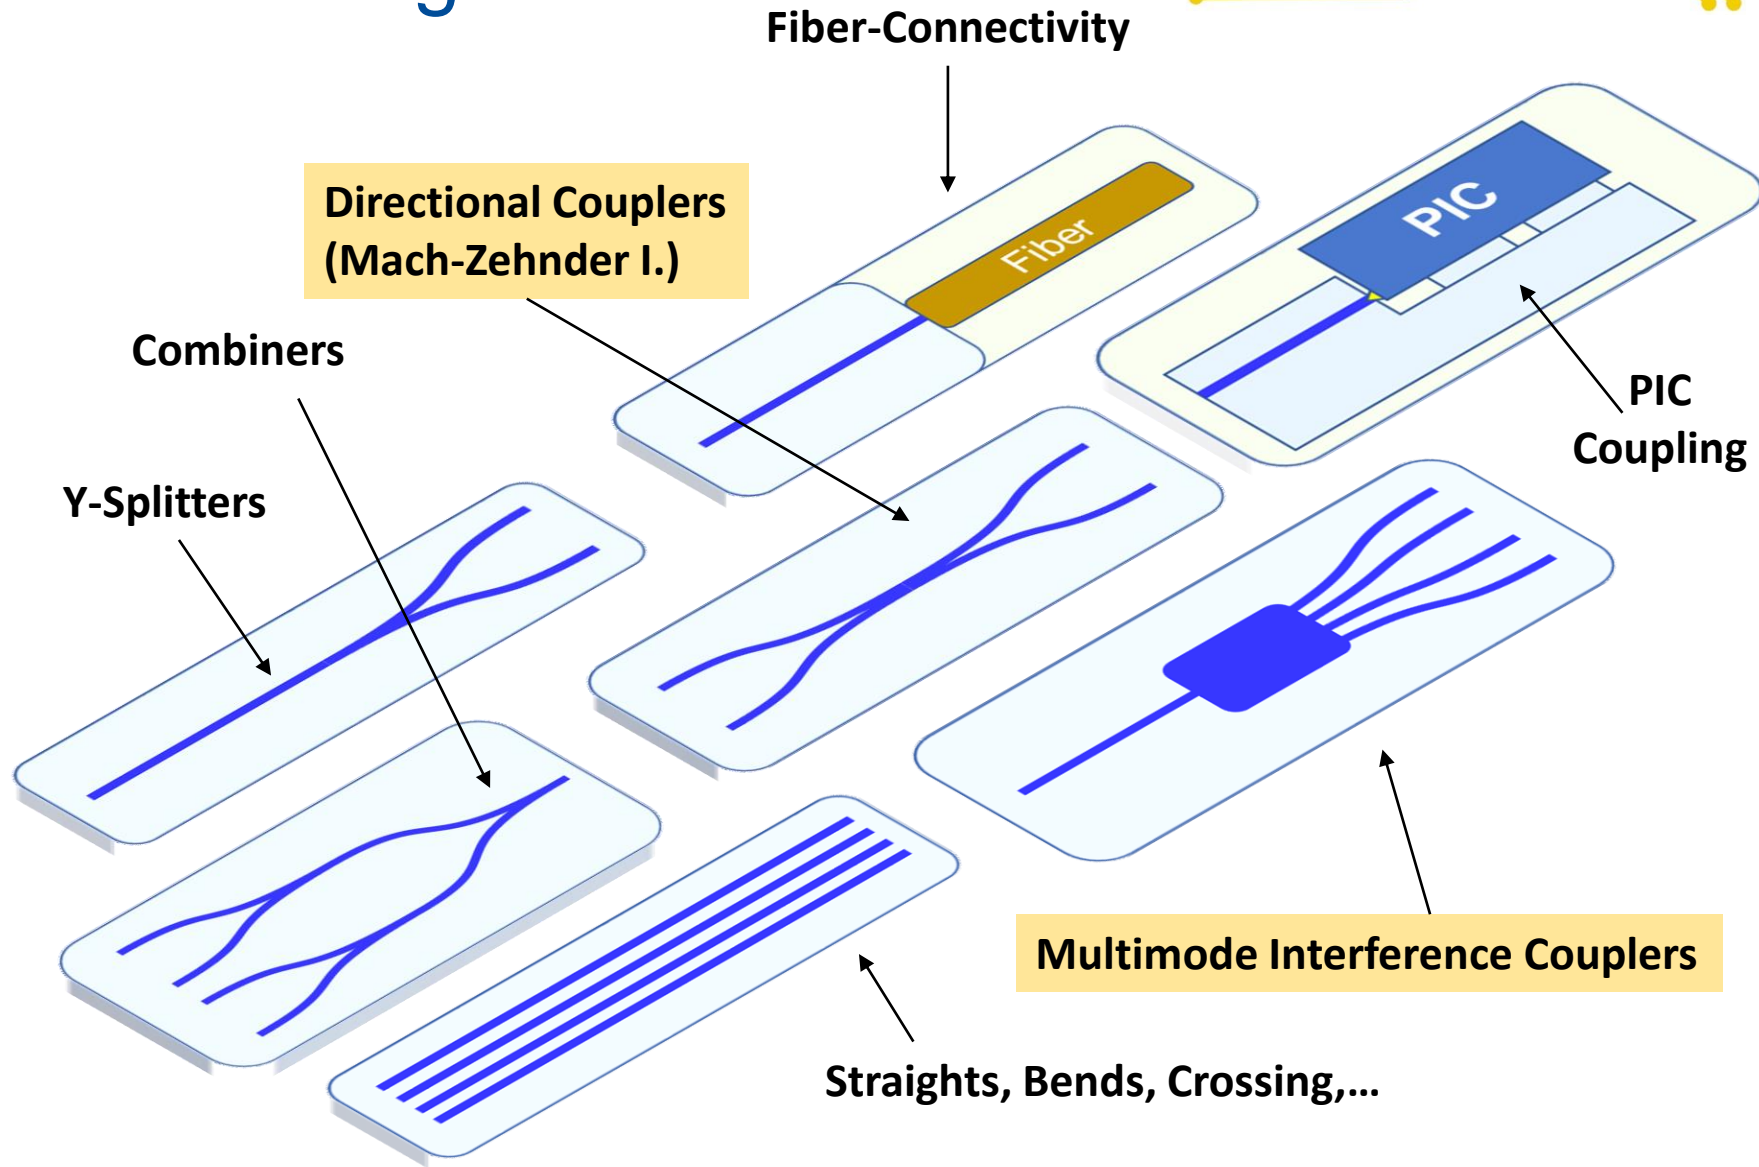 Fiber-Connectivity
Directional Couplers
(Mach-Zehnder I.)
Fiber
PIC
Combiners
PIC
Coupling
Y-Splitters
Multimode Interference Couplers
Straights, Bends, Crossing,...